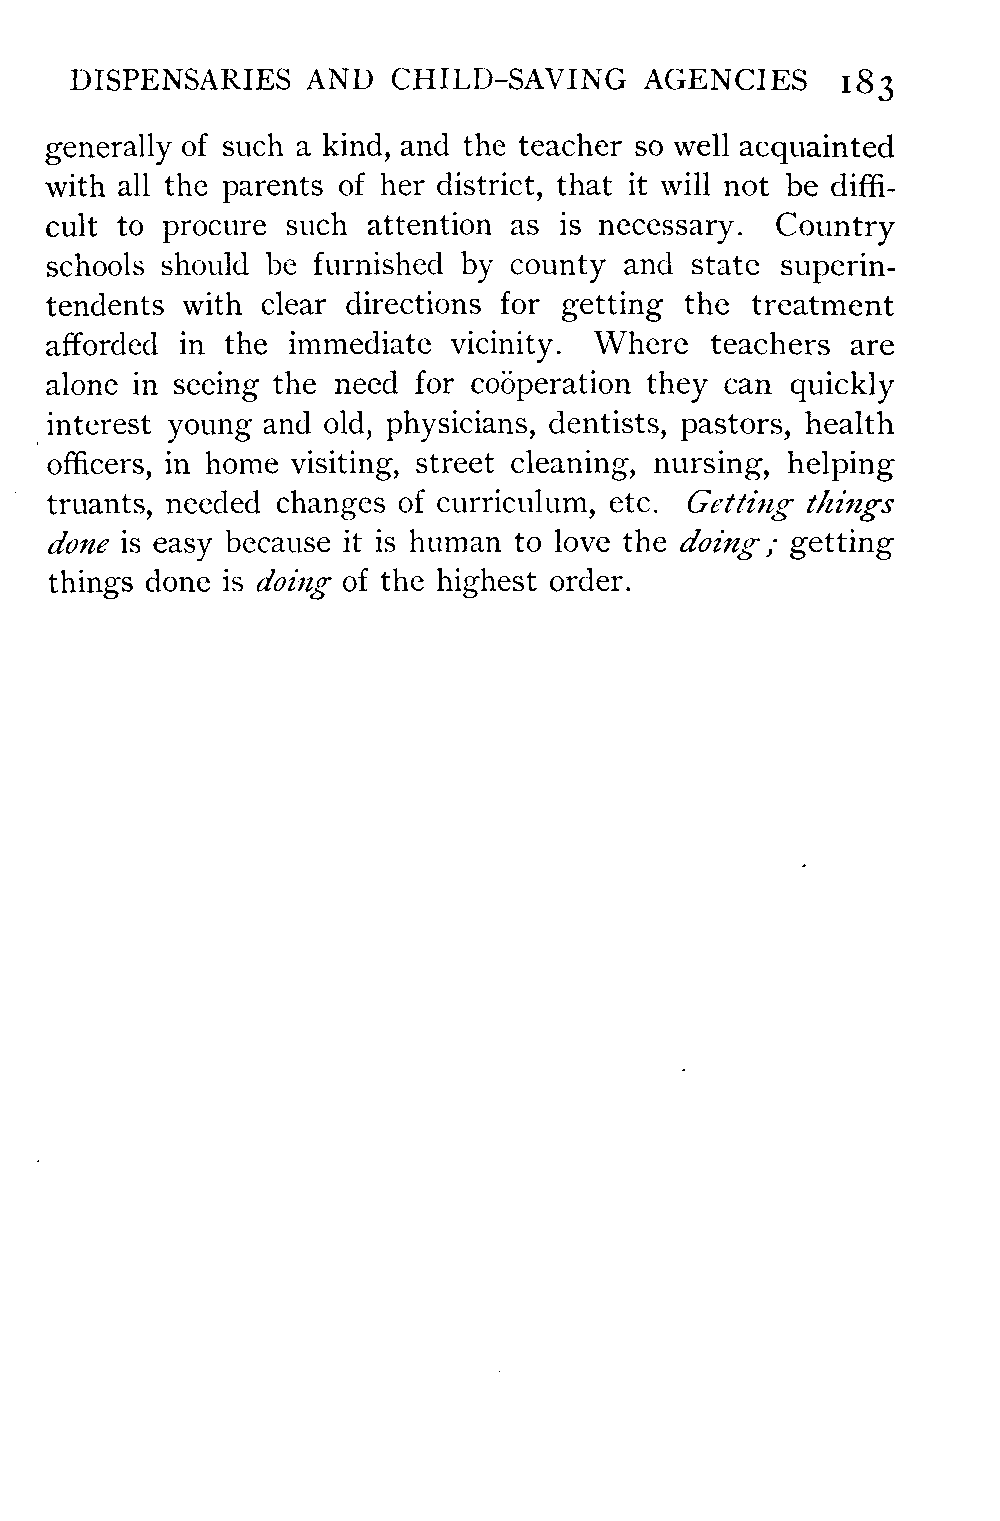 DISPENSARIES AND CHILD-SAVING AGENCIES 183
generally of such a kind, and the teacher so well acquainted
with all the parents of her district, that it will not be diffi-
cult to procure such attention as is necessary. Country
schools should be furnished by county and state superin-
tendents with clear directions for getting the treatment
afforded in the immediate vicinity. Where teachers are
alone in seeing the need for coöperation they can quickly
interest young and old, physicians, dentists, pastors, health
officers, in home visiting, street cleaning, nursing, helping
truants, needed changes of curriculum, etc. Getting things
done is easy because it is human to love the doing; getting
things done is doing of the highest order.